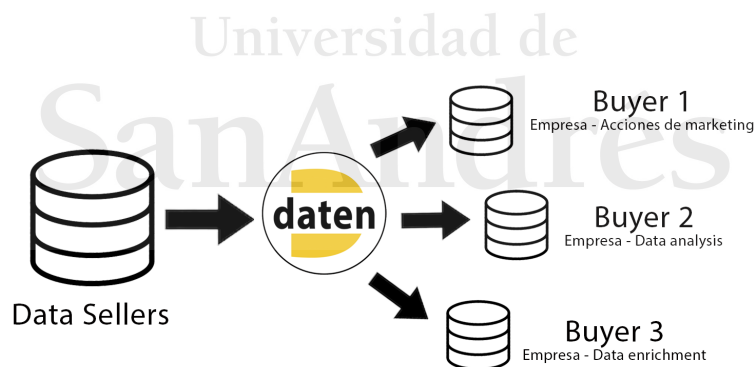 Universidad de
SanAndrés
Buyer 1
Empresa - Acciones de marketing
daten
Buyer 2
Empresa - Data analysis
Data Sellers
Buyer 3
Empresa - Data enrichment